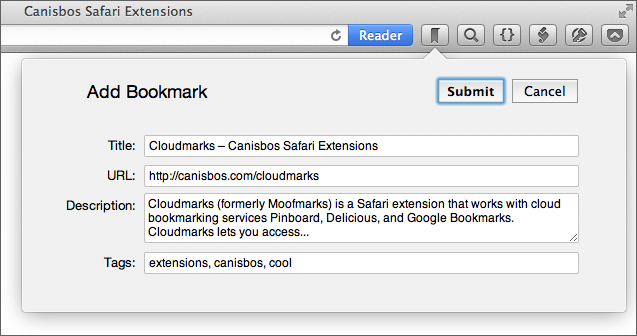 Canisbos Safari Extensions
Reader
Add Bookmark
Submit
Cancel
Title: Cloudmarks – Canisbos Safari Extensions
URL: http://canisbos.com/cloudmarks
Description: Cloudmarks (formerly Moofmarks) is a Safari extension that works with cloud
bookmarking services Pinboard, Delicious, and Google Bookmarks.
Cloudmarks lets you access...
Tags: extensions, canisbos, cool